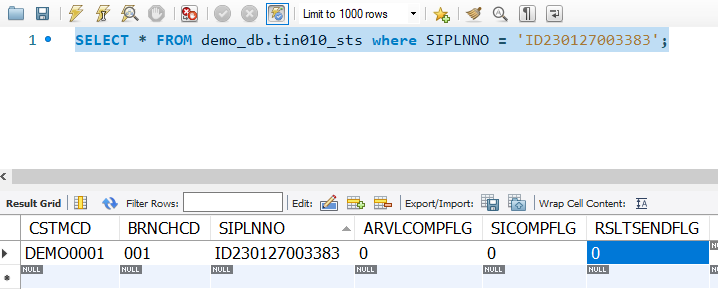 Limit to 1000 rows
1 SELECT * FROM demo_db.tin010_sts where SIPLNNO = 'ID230127003383';
Result Grid Filter Rows: Edit: Export/Import: Wrap Cell Content:
CSTMCD BRNCHCD SIPLNNO ARVLCOMPFLG SICOMPFLG RSLTSENDFLG
DEMO0001 001 ID230127003383 0 0 0
NULL NULL NULL NULL NULL NULL